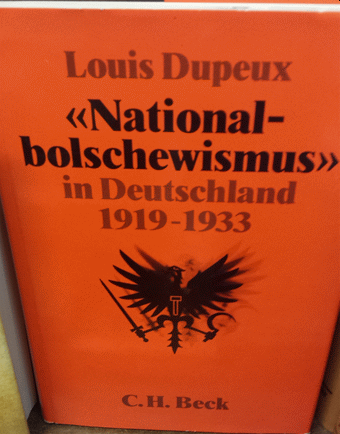 Louis Dupeux
«National-
bolschewismus»
in Deutschland
1919-1933
C.H. Beck